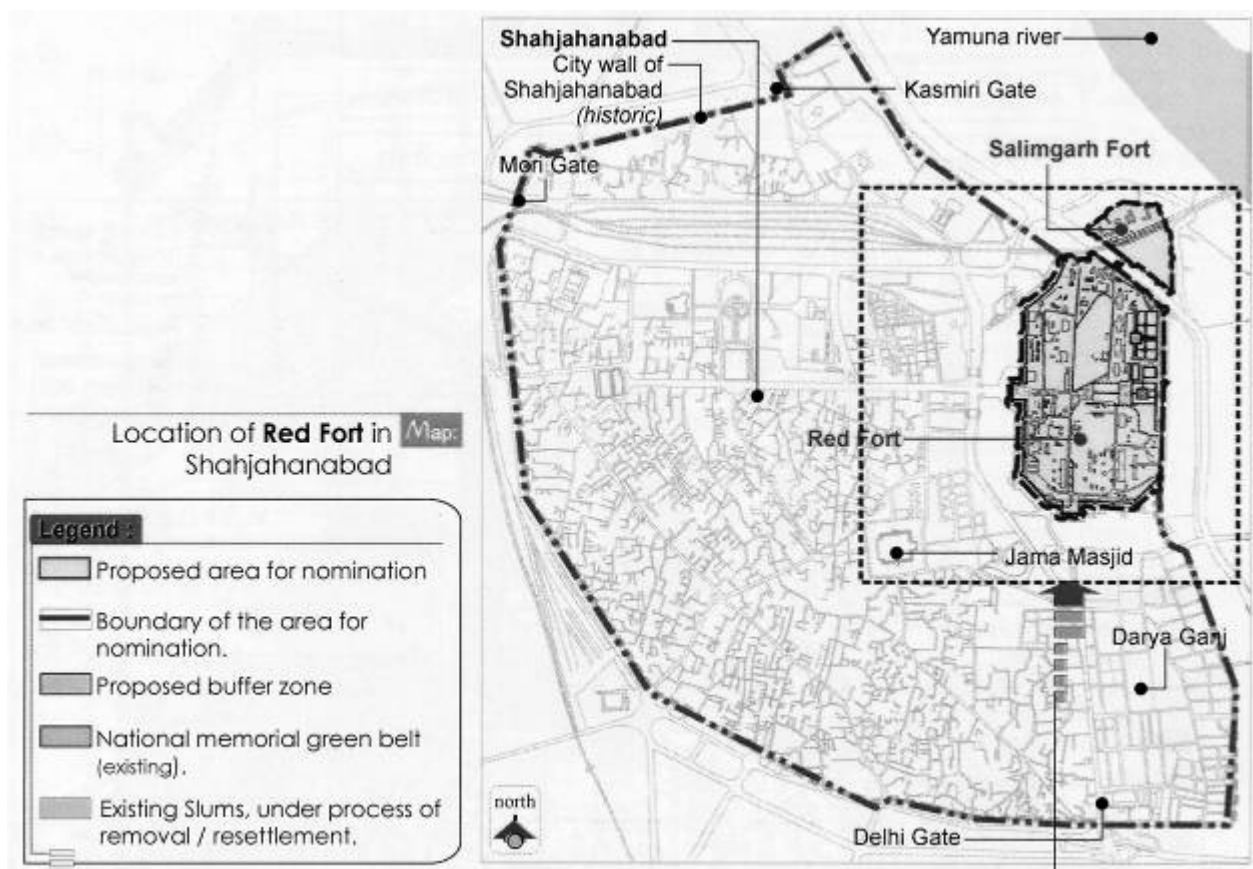 Shahjahanabad
City wall of
Shahjahanabad
(historic)
Yamuna river
Kasmiri Gate
Mori Gate
Salimgarh Fort
Location of Red Fort in Map:
Shahjahanabad
Red Fort
Jama Masjid
Darya Ganj
Delhi Gate
north
Legend :
Proposed area for nomination
Boundary of the area for
nomination.
Proposed buffer zone
National memorial green belt
(existing).
Existing Slums, under process of
removal / resettlement.